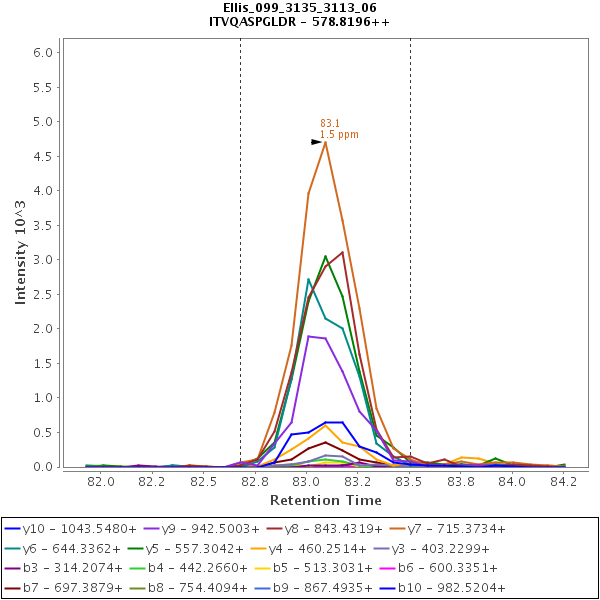 Ellis_099_3135_3113_06
ITVQASPGLDR – 578.8196++
Intensity 10^3
6.0
5.5
5.0
4.5
4.0
3.5
3.0
2.5
2.0
1.5
1.0
0.5
0.0
83.1
1.5 ppm
82.0 82.2 82.5 82.8 83.0 83.2 83.5 83.8 84.0 84.2
Retention Time
y10 – 1043.5480+ y9 – 942.5003+ y8 – 843.4319+ y7 – 715.3734+
y6 – 644.3362+ y5 – 557.3042+ y4 – 460.2514+ y3 – 403.2299+
b3 – 314.2074+ b4 – 442.2660+ b5 – 513.3031+ b6 – 600.3351+
b7 – 697.3879+ b8 – 754.4094+ b9 – 867.4935+ b10 – 982.5204+